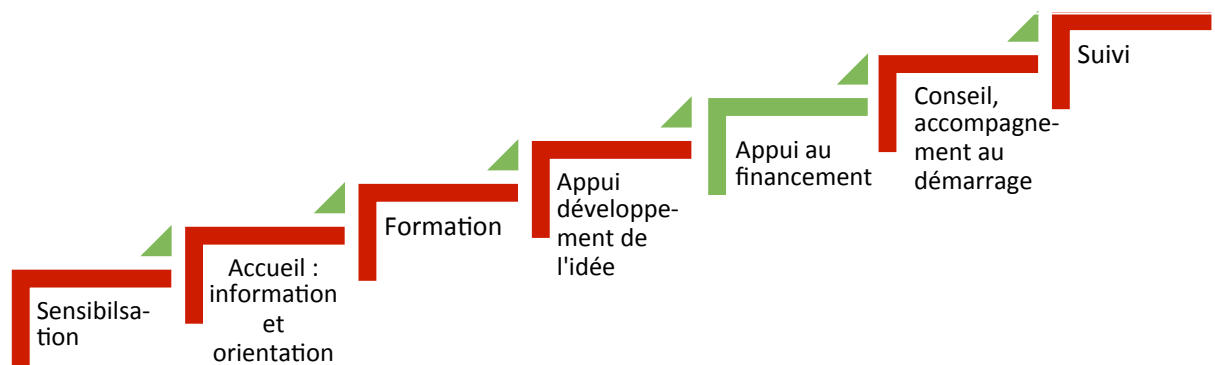 Sensibilsa-
tion
Accueil :
information
et
orientation
Formation
Appui
développe-
ment de
l'idée
Appui au
financement
Conseil,
accompagne-
ment au
démarrage
Suivi